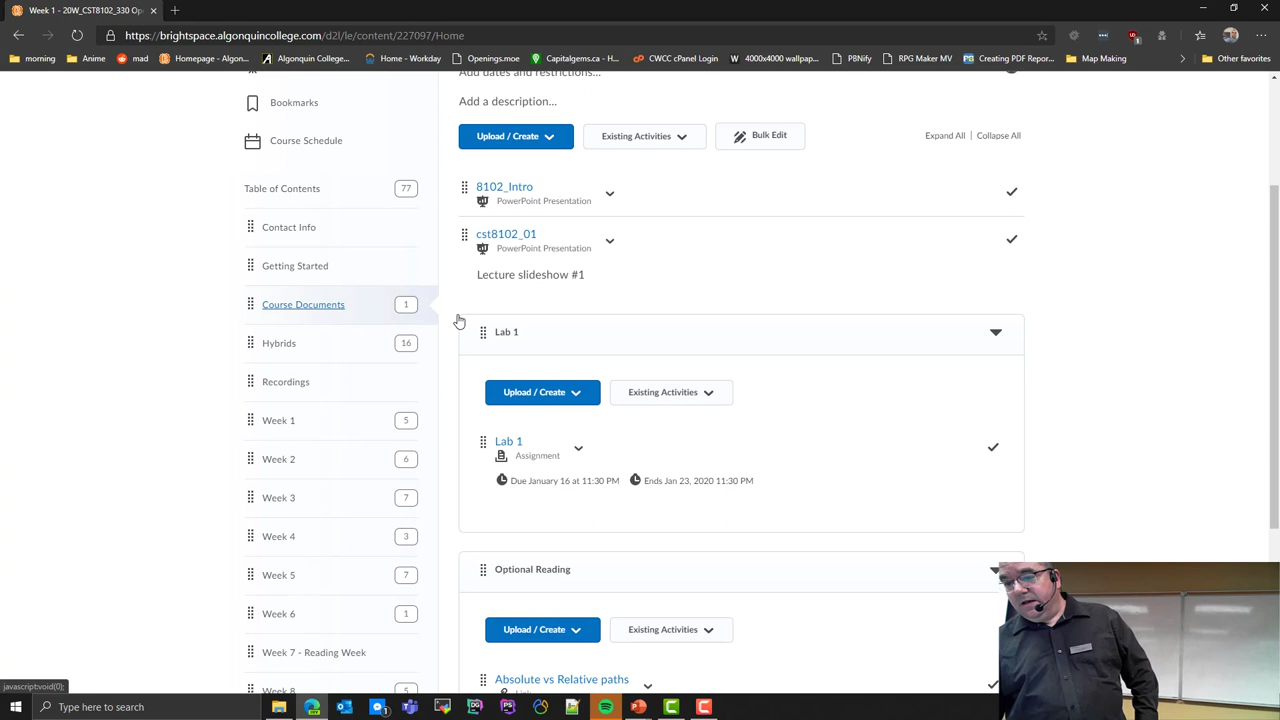 Week 1 - 20W_CST8102_330 Op
https://brightspace.algonquincollege.com/d2l/le/content/227097/Home
morning
Anime
mad
Homepage - Algon...
Algonquin College...
Home - Workday
Openings.moe
Capitalgems.ca - H...
CWCC cPanel Login
4000x4000 wallpap...
PBNify
RPG Maker MV
Creating PDF Repor...
Map Making
Other favorites
Add dates and restrictions...
Bookmarks
Add a description...
Upload / Create
Existing Activities
Bulk Edit
Expand All | Collapse All
Course Schedule
Table of Contents 77
Contact Info
Getting Started
Course Documents 1
Hybrids 16
Recordings
Week 1 5
Week 2 6
Week 3 7
Week 4 3
Week 5 7
Week 6 1
Week 7 - Reading Week
Week 8 5
8102_Intro
PowerPoint Presentation
cst8102_01
PowerPoint Presentation
Lecture slideshow #1
Lab 1
Upload / Create
Existing Activities
Lab 1
Assignment
Due January 16 at 11:30 PM
Ends Jan 23, 2020 11:30 PM
Optional Reading
Upload / Create
Existing Activities
Absolute vs Relative paths
Link
javascript:void(0);
Type here to search